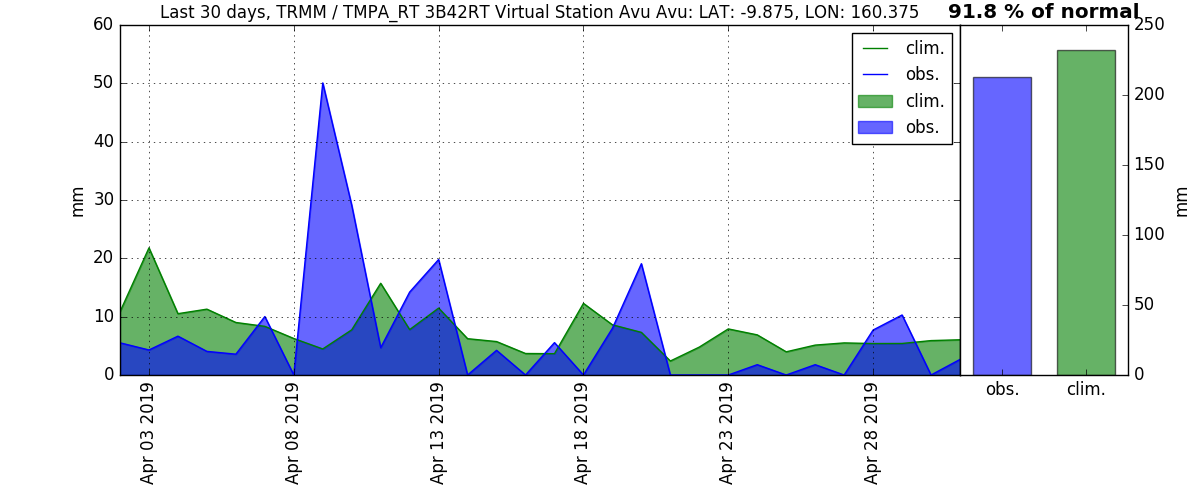 Last 30 days, TRMM / TMPA_RT 3B42RT Virtual Station Avu Avu: LAT: -9.875, LON: 160.375
91.8 % of normal
60
50
40
30
20
10
0
mm
clim.
obs.
clim.
obs.
250
200
150
100
50
0
mm
Apr 03 2019
Apr 08 2019
Apr 13 2019
Apr 18 2019
Apr 23 2019
Apr 28 2019
obs.
clim.